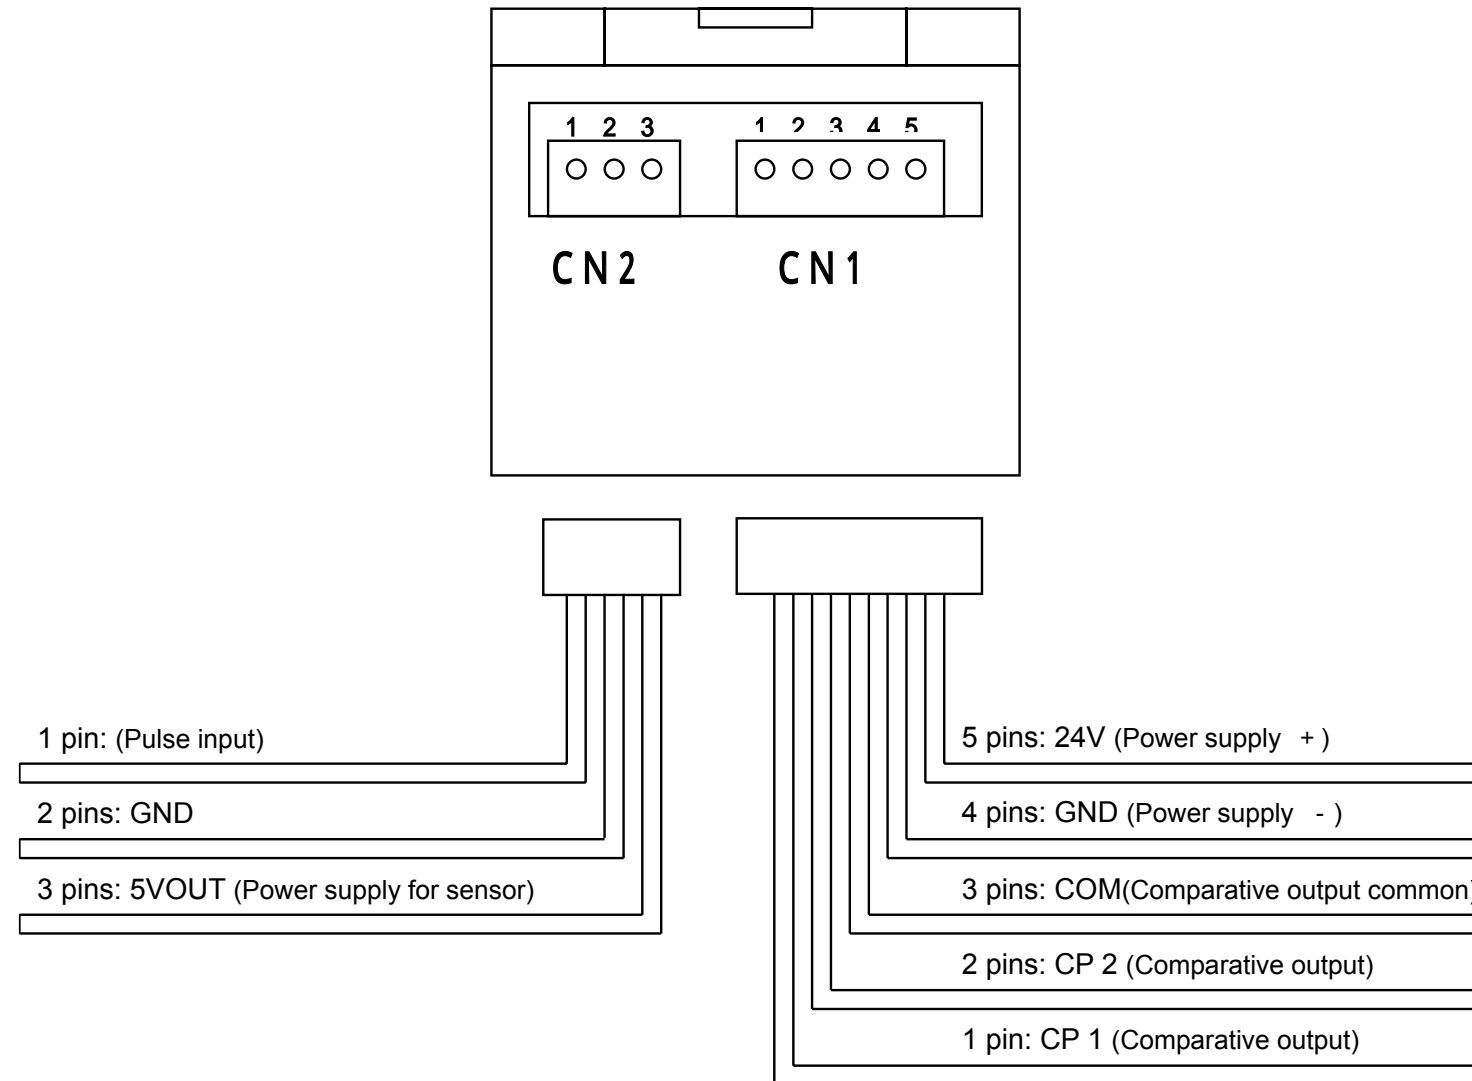 1 2 3 1 2 3 4 5
CN2 CN1
1 pin: (Pulse input)
5 pins: 24V (Power supply + )
2 pins: GND
4 pins: GND (Power supply - )
3 pins: 5VOUT (Power supply for sensor)
3 pins: COM(Comparative output common)
2 pins: CP 2 (Comparative output)
1 pin: CP 1 (Comparative output)